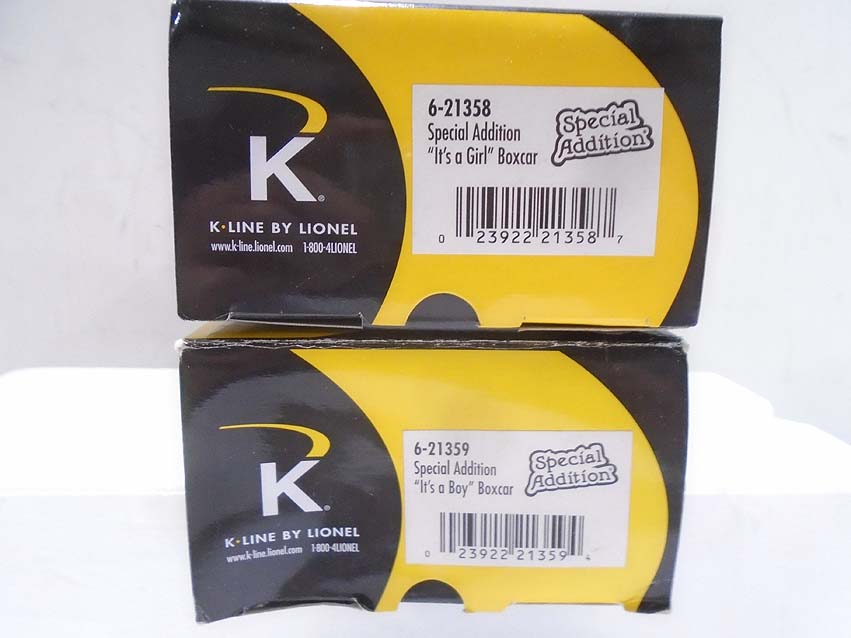 K®
K·LINE BY LIONEL
www.k-line.lionel.com 1-800-4LIONEL
6-21358
Special Addition
"It's a Girl" Boxcar
Special
Addition
0 23922 21358 7
K®
K·LINE BY LIONEL
www.k-line.lionel.com 1-800-4LIONEL
6-21359
Special Addition
"It's a Boy" Boxcar
Special
Addition
0 23922 21359 4